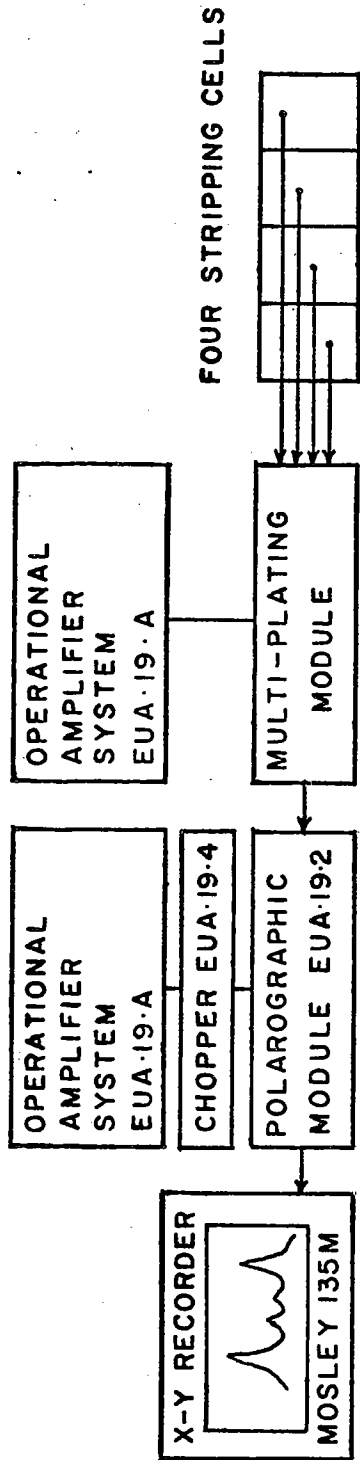 FOUR STRIPPING CELLS
OPERATIONAL
AMPLIFIER
SYSTEM
EUA·19·A
MULTI-PLATING
MODULE
OPERATIONAL
AMPLIFIER
SYSTEM
EUA·19·A
CHOPPER EUA·19·4
POLAROGRAPHIC
MODULE EUA·19·2
X-Y RECORDER
MOSLEY 135M